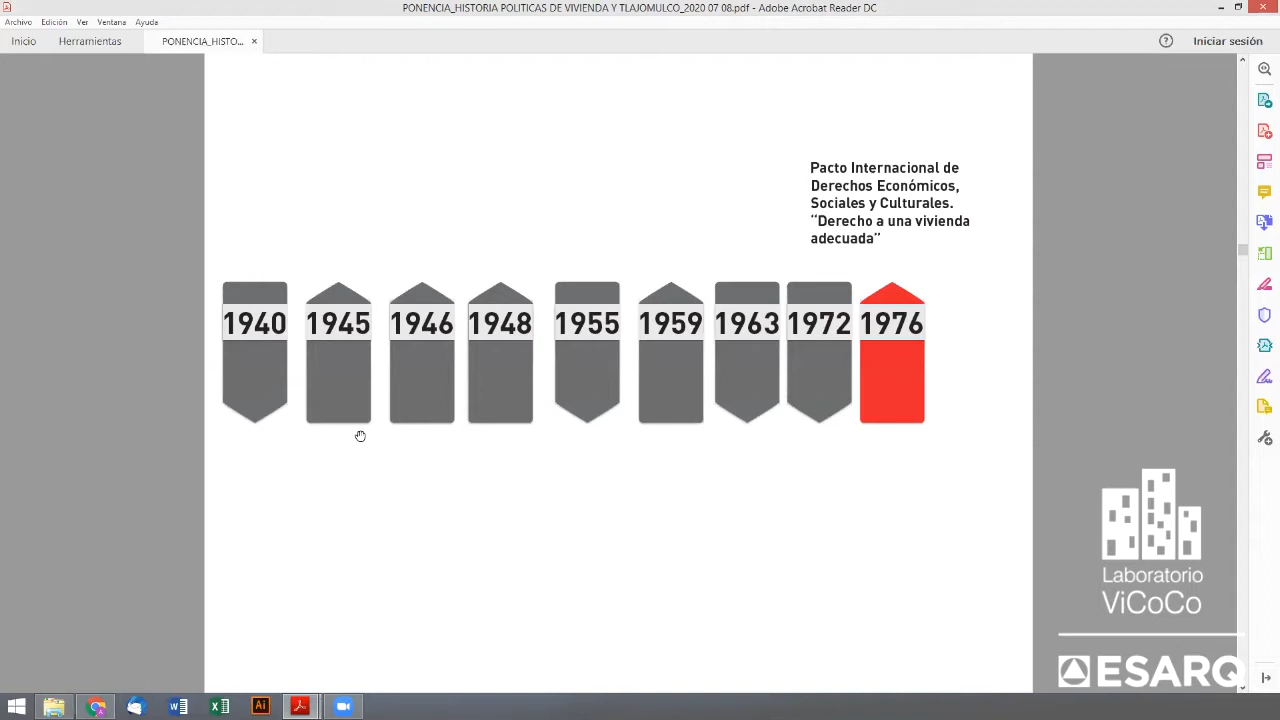 PONENCIA_HISTORIA POLITICAS DE VIVIENDA Y TLAJOMULCO_2020 07 08.pdf - Adobe Acrobat Reader DC
Archivo Edición Ver Ventana Ayuda
Inicio Herramientas PONENCIA_HISTO... × Iniciar sesión
Pacto Internacional de
Derechos Económicos,
Sociales y Culturales.
“Derecho a una vivienda
adecuada”
1940 1945 1946 1948 1955 1959 1963 1972 1976
Laboratorio
ViCoCo
ESARQ